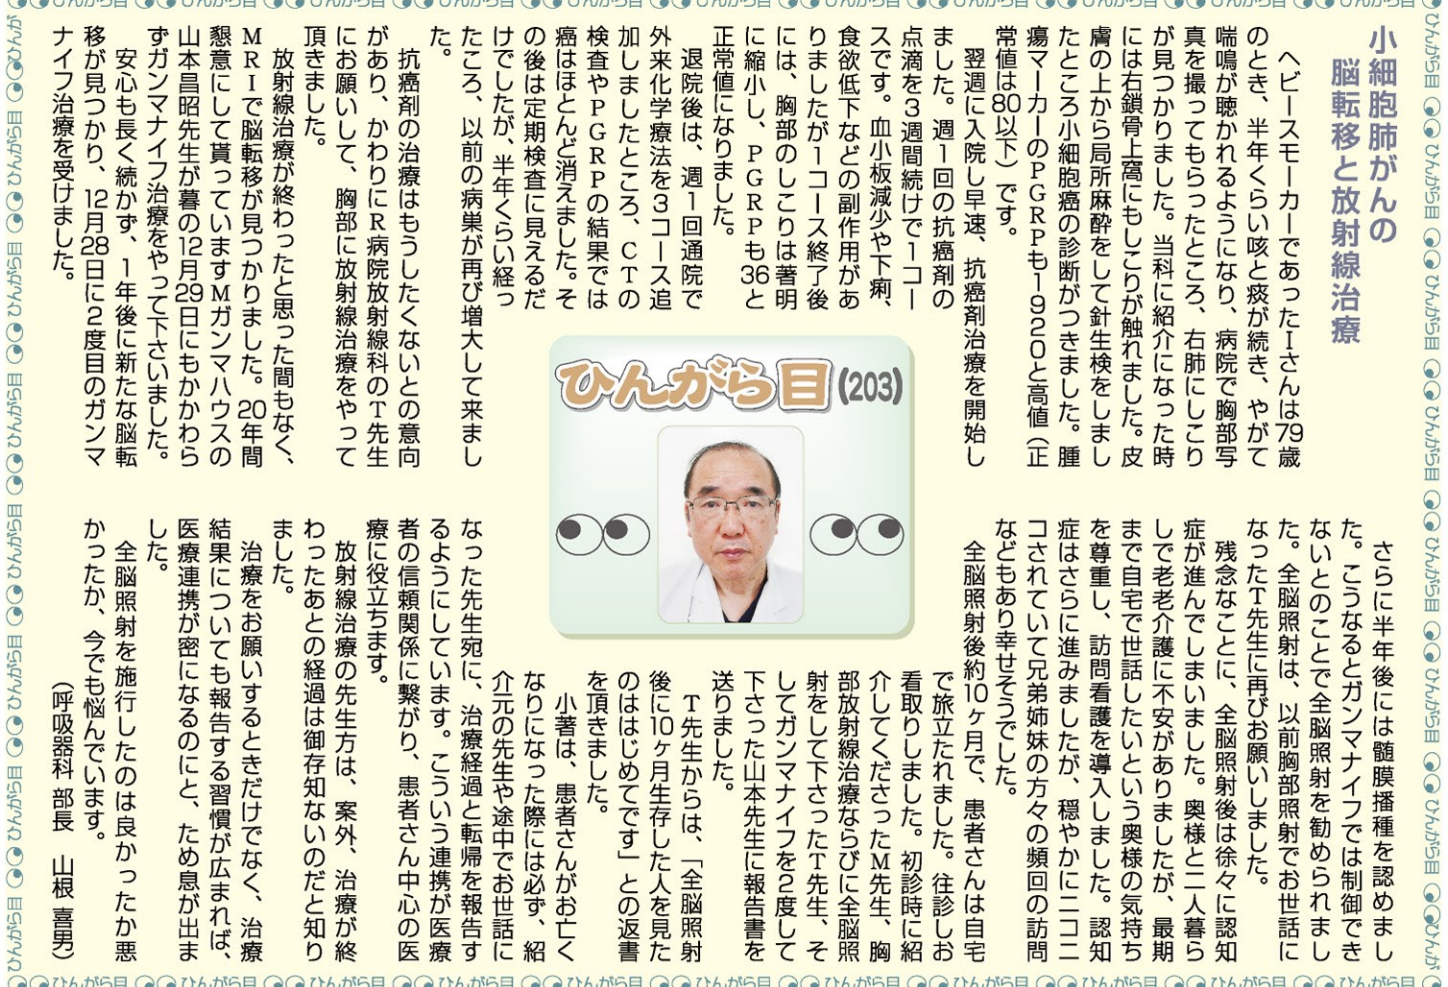 小細胞肺がんの
脳転移と放射線治療
ヘビースモーカーであったIさんは79歳
のとき、半年くらい咳と痰が続き、やがて
喘鳴が聴かれるようになり、病院で胸部写
真を撮ってもらったところ、右肺にしこり
が見つかりました。当科に紹介になった時
には右鎖骨上窩にもしこりが触れました。皮
膚の上から局所麻酔をして針生検をしまし
たところ小細胞癌の診断がつきました。腫
瘍マーカーのPGRPも1920と高値（正
常値は80以下）です。
翌週に入院し早速、抗癌剤治療を開始し
ました。週1回の抗癌剤の
点滴を3週間続けで1コー
スです。血小板減少や下痢、
食欲低下などの副作用があ
りましたが1コース終了後
には、胸部のしこりは著明
に縮小し、PGRPも36と
正常値になりました。
退院後は、週1回通院で
外来化学療法を3コース追
加しましたところ、CTの
検査やPGRPの結果では
癌はほとんど消えました。そ
の後は定期検査に見えるだ
けでしたが、半年くらい経っ
たころ、以前の病巣が再び増大して来まし
た。
抗癌剤の治療はもうしたくないとの意向
があり、かわりにR病院放射線科のT先生
にお願いして、胸部に放射線治療をやって
頂きました。
放射線治療が終わったと思った間もなく、
MRIで脳転移が見つかりました。20年間
懇意にして貰っていますMガンマハウスの
山本昌昭先生が暮の12月29日にもかかわら
ずガンマナイフ治療をやって下さいました。
安心も長く続かず、1年後に新たな脳転
移が見つかり、12月28日に2度目のガンマ
ナイフ治療を受けました。
ひんがら目(203)
さらに半年後には髄膜播種を認めまし
た。こうなるとガンマナイフでは制御でき
ないとのことで全脳照射を勧められまし
た。全脳照射は、以前胸部照射でお世話に
なったT先生に再びお願いしました。
残念なことに、全脳照射後は徐々に認知
症が進んでしまいました。奥様と二人暮ら
しで老老介護に不安がありましたが、最期
まで自宅で世話したいという奥様の気持ち
を尊重し、訪問看護を導入しました。認知
症はさらに進みましたが、穏やかにニコニ
コされていて兄弟姉妹の方々の頻回の訪問
などもあり幸せそうでした。
全脳照射後約10ヶ月で、患者さんは自宅
で旅立たれました。往診しお
看取りしました。初診時に紹
介してくださったM先生、胸
部放射線治療ならびに全脳照
射をして下さったT先生、そ
してガンマナイフを2度して
下さった山本先生に報告書を
送りました。
T先生からは、「全脳照射
後に10ヶ月生存した人を見た
のははじめてです」との返書
を頂きました。
小著は、患者さんがお亡く
なりになった際には必ず、紹
介元の先生や途中でお世話に
なった先生宛に、治療経過と転帰を報告す
るようにしています。こういう連携が医療
者の信頼関係に繋がり、患者さん中心の医
療に役立ちます。
放射線治療の先生方は、案外、治療が終
わったあとの経過は御存知ないのだと知り
ました。
治療をお願いするときだけでなく、治療
結果についても報告する習慣が広まれば、
医療連携が密になるのにと、ため息が出ま
した。
全脳照射を施行したのは良かったか悪
かったか、今でも悩んでいます。
（呼吸器科 部長 山根 喜男）